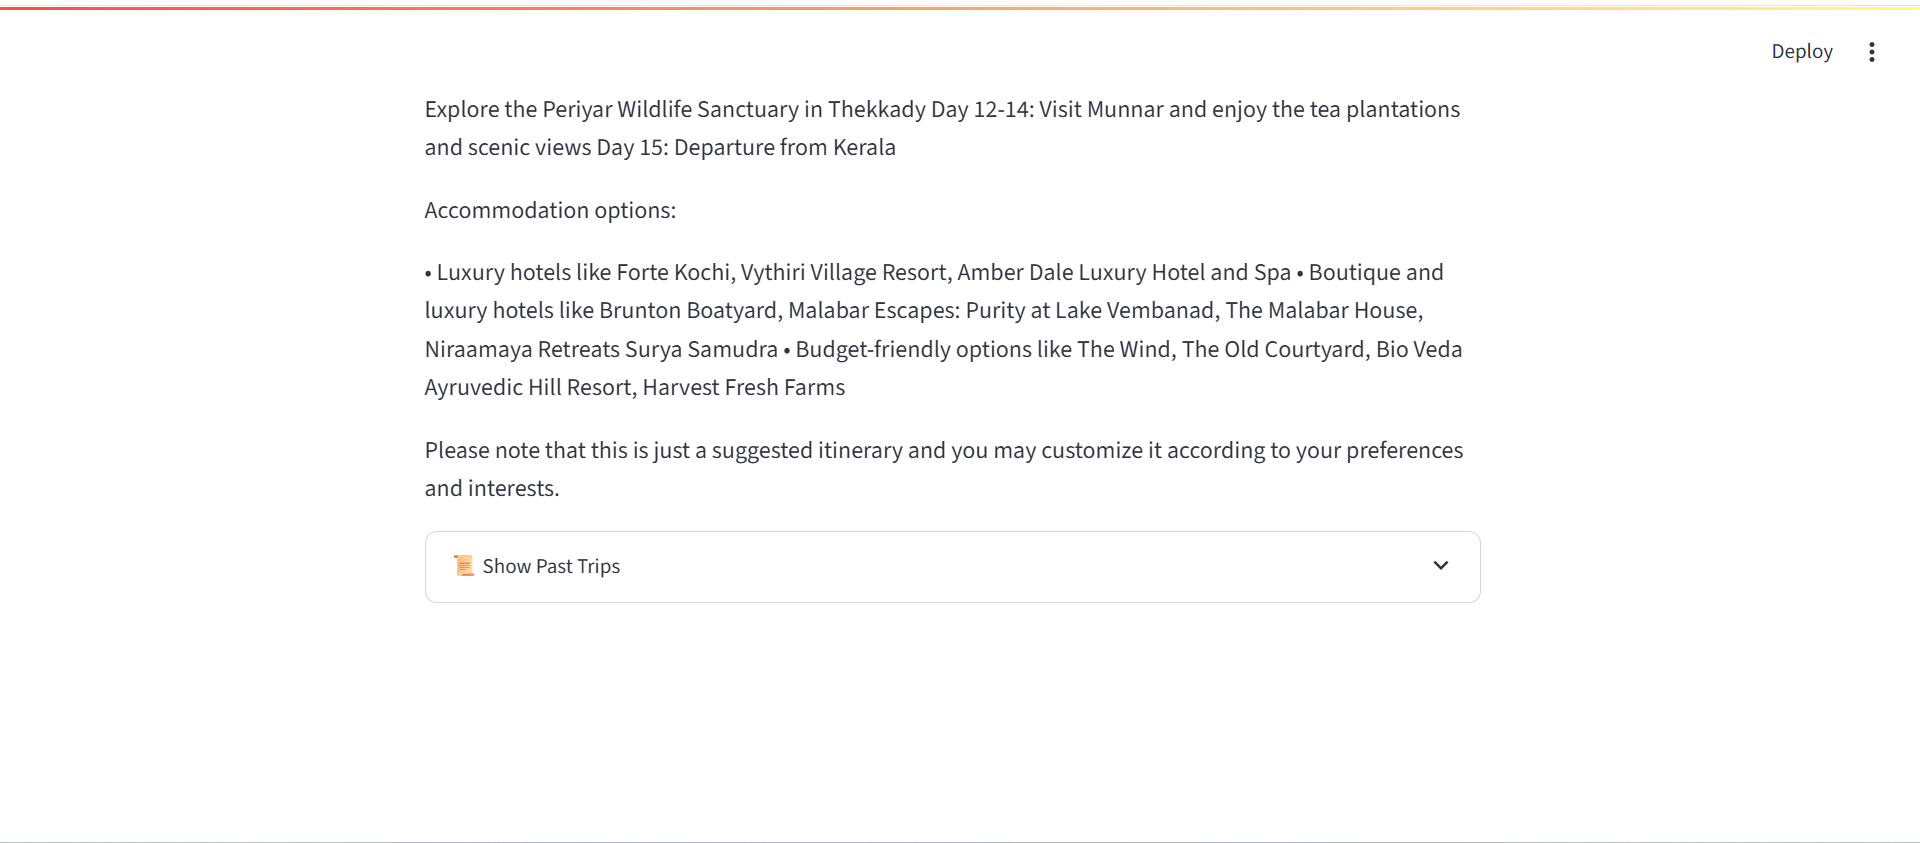 Deploy
Explore the Periyar Wildlife Sanctuary in Thekkady Day 12-14: Visit Munnar and enjoy the tea plantations
and scenic views Day 15: Departure from Kerala
Accommodation options:
• Luxury hotels like Forte Kochi, Vythiri Village Resort, Amber Dale Luxury Hotel and Spa • Boutique and
luxury hotels like Brunton Boatyard, Malabar Escapes: Purity at Lake Vembanad, The Malabar House,
Niraamaya Retreats Surya Samudra • Budget-friendly options like The Wind, The Old Courtyard, Bio Veda
Ayruvedic Hill Resort, Harvest Fresh Farms
Please note that this is just a suggested itinerary and you may customize it according to your preferences
and interests.
📜 Show Past Trips